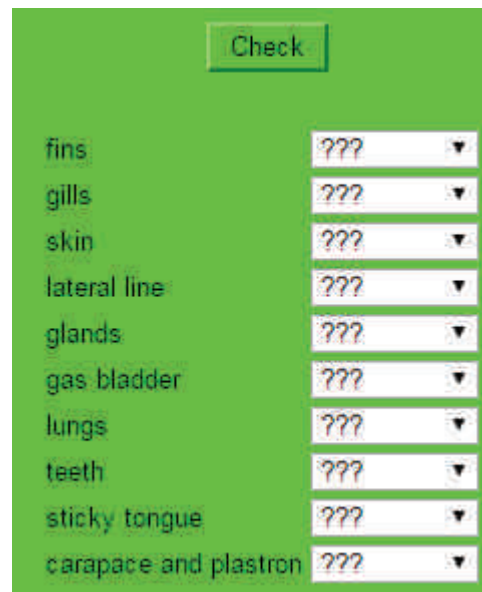 Check
fins ???
gills ???
skin ???
lateral line ???
glands ???
gas bladder ???
lungs ???
teeth ???
sticky tongue ???
carapace and plastron ???